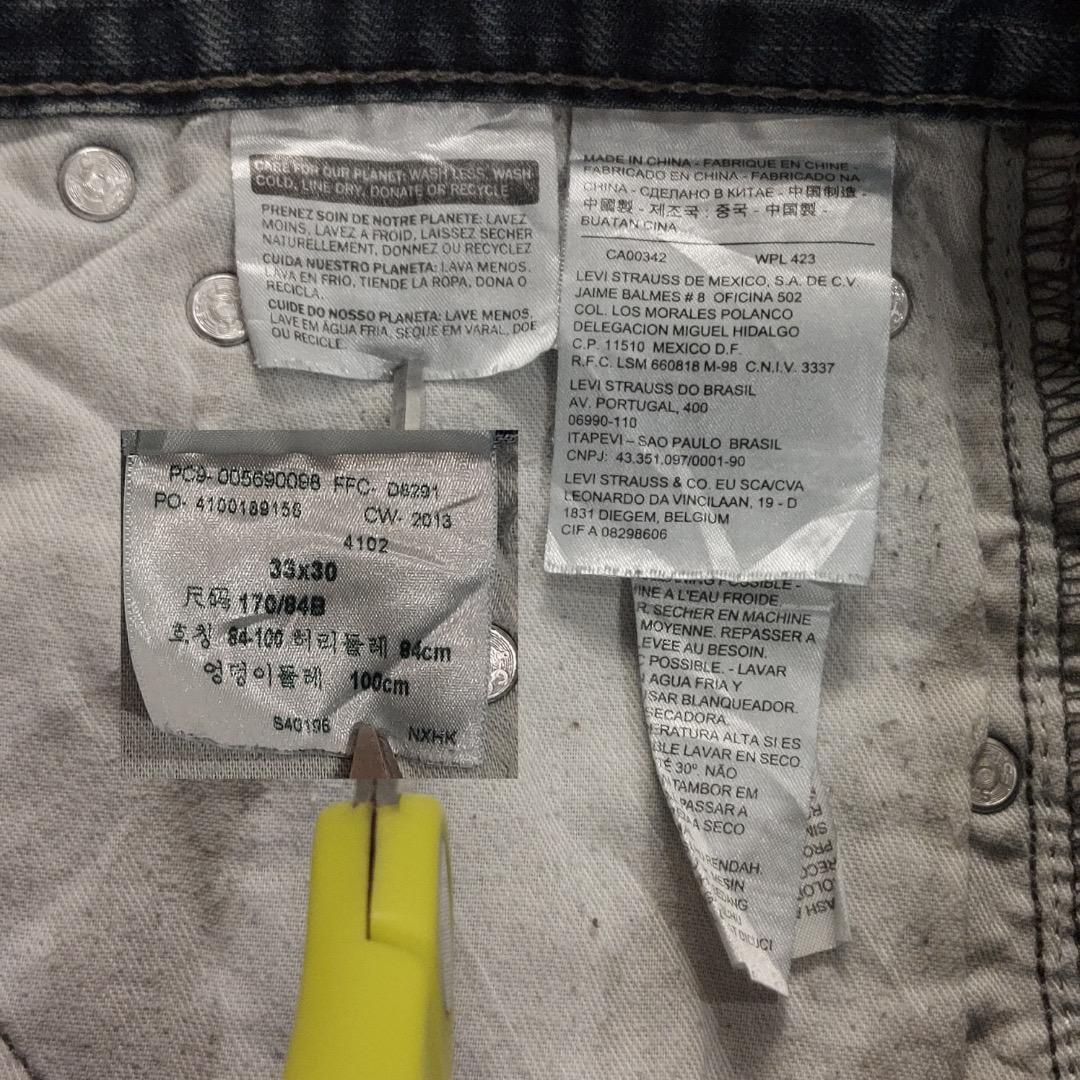 CARE FOR OUR PLANET: WASH LESS, WASH
COLD, LINE DRY, DONATE OR RECYCLE
PRENEZ SOIN DE NOTRE PLANETE: LAVEZ
MOINS, LAVEZ A FROID, LAISSEZ SECHER
NATURELLEMENT, DONNEZ OU RECYCLEZ
CUIDA NUESTRO PLANETA: LAVA MENOS,
LAVA EN FRIO, TIENDE LA ROPA, DONA O
RECICLA.
CUIDE DO NOSSO PLANETA: LAVE MENOS,
LAVE EM ÁGUA FRIA, SEQUE EM VARAL, DOE
OU RECICLE.
MADE IN CHINA - FABRIQUE EN CHINE -
FABRICADO EN CHINA - FABRICADO NA
CHINA - СДЕЛАНО В КИТАЕ - 中国制造 -
中國製 - 제조국 : 중국 - 中国製 -
BUATAN CINA
CA00342 WPL 423
LEVI STRAUSS DE MEXICO, S.A. DE C.V.
JAIME BALMES # 8 OFICINA 502
COL. LOS MORALES POLANCO
DELEGACION MIGUEL HIDALGO
C.P. 11510 MEXICO D.F.
R.F.C. LSM 660818 M-98 C.N.I.V. 3337
LEVI STRAUSS DO BRASIL
AV. PORTUGAL, 400
06990-110
ITAPEVI – SAO PAULO BRASIL
CNPJ: 43.351.097/0001-90
LEVI STRAUSS & CO. EU SCA/CVA
LEONARDO DA VINCILAAN, 19 - D
1831 DIEGEM, BELGIUM
CIF A 08298606
PC9- 005690098 FFC- D8291
PO- 4100189156 CW- 2013
4102
33x30
尺码 170/84B
호칭 84-100 허리둘레 84cm
엉덩이둘레 100cm
S40196 NXHK
POSSIBLE -
A L'EAU FROIDE,
SECHER EN MACHINE
MOYENNE. REPASSER A
AU BESOIN.
POSSIBLE. - LAVAR
AGUA FRIA Y
BLANQUEADOR.
TEMPERATURA ALTA SI ES
LAVAR EN SECO
30º. NÃO
TAMBOR EM
PASSAR A
A SECO
RENDAH.